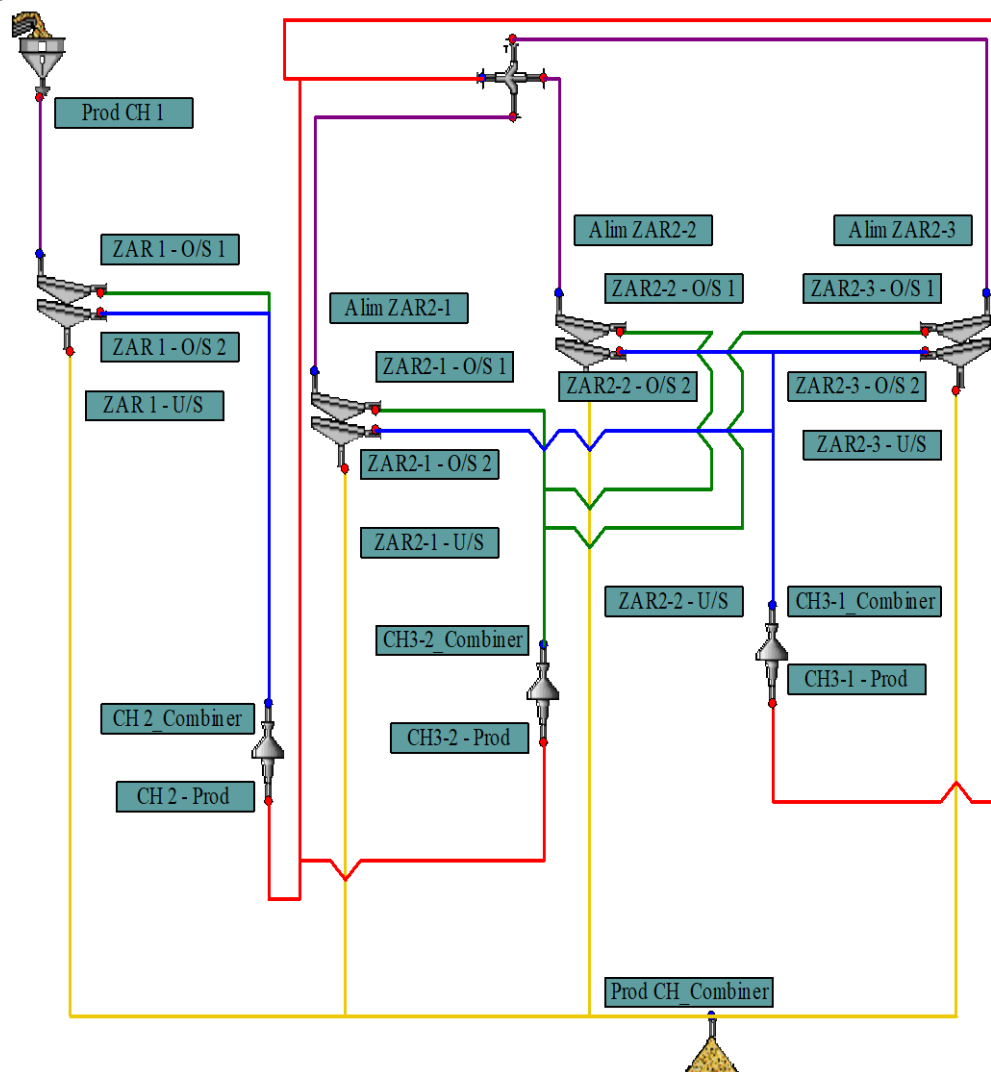 T
Prod CH 1
Alim ZAR2-2
Alim ZAR2-3
ZAR 1 - O/S 1
ZAR2-2 - O/S 1
ZAR2-3 - O/S 1
Alim ZAR2-1
ZAR 1 - O/S 2
ZAR2-1 - O/S 1
ZAR2-2 - O/S 2
ZAR2-3 - O/S 2
ZAR 1 - U/S
ZAR2-3 - U/S
ZAR2-1 - O/S 2
ZAR2-1 - U/S
ZAR2-2 - U/S
CH3-1_Combiner
CH3-2_Combiner
CH3-1 - Prod
CH 2_Combiner
CH3-2 - Prod
CH 2 - Prod
Prod CH_Combiner